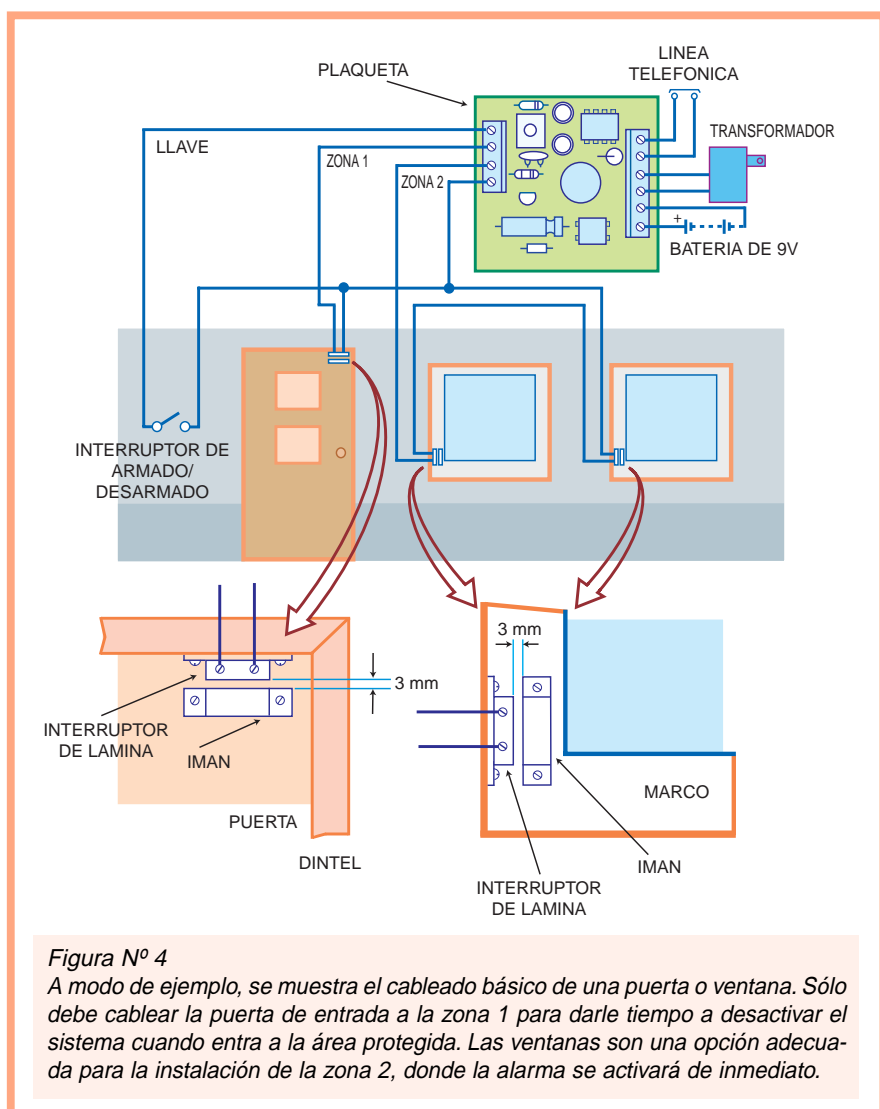 LINEA
TELEFONICA
PLAQUETA
TRANSFORMADOR
LLAVE
ZONA 1
ZONA 2
+
BATERIA DE 9V
INTERRUPTOR DE
ARMADO/
DESARMADO
3 mm
3 mm
INTERRUPTOR
DE LAMINA
IMAN
MARCO
PUERTA
DINTEL
IMAN
INTERRUPTOR
DE LAMINA
Figura Nº 4
A modo de ejemplo, se muestra el cableado básico de una puerta o ventana. Sólo
debe cablear la puerta de entrada a la zona 1 para darle tiempo a desactivar el
sistema cuando entra a la área protegida. Las ventanas son una opción adecua-
da para la instalación de la zona 2, donde la alarma se activará de inmediato.